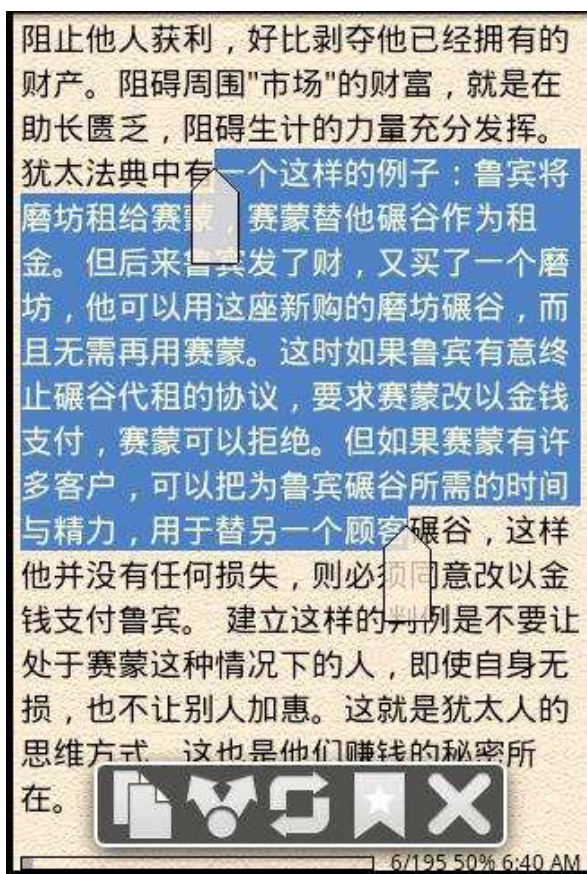 阻止他人获利，好比剥夺他已经拥有的
财产。阻碍周围"市场"的财富，就是在
助长匮乏，阻碍生计的力量充分发挥。
犹太法典中有一个这样的例子：鲁宾将
磨坊租给赛蒙，赛蒙替他碾谷作为租
金。但后来鲁宾发了财，又买了一个磨
坊，他可以用这座新购的磨坊碾谷，而
且无需再用赛蒙。这时如果鲁宾有意终
止碾谷代租的协议，要求赛蒙改以金钱
支付，赛蒙可以拒绝。但如果赛蒙有许
多客户，可以把为鲁宾碾谷所需的时间
与精力，用于替另一个顾客碾谷，这样
他并没有任何损失，则必须同意改以金
钱支付鲁宾。 建立这样的判例是不要让
处于赛蒙这种情况下的人，即使自身无
损，也不让别人加惠。这就是犹太人的
思维方式，这也是他们赚钱的秘密所
在。
6/195 50% 6:40 AM